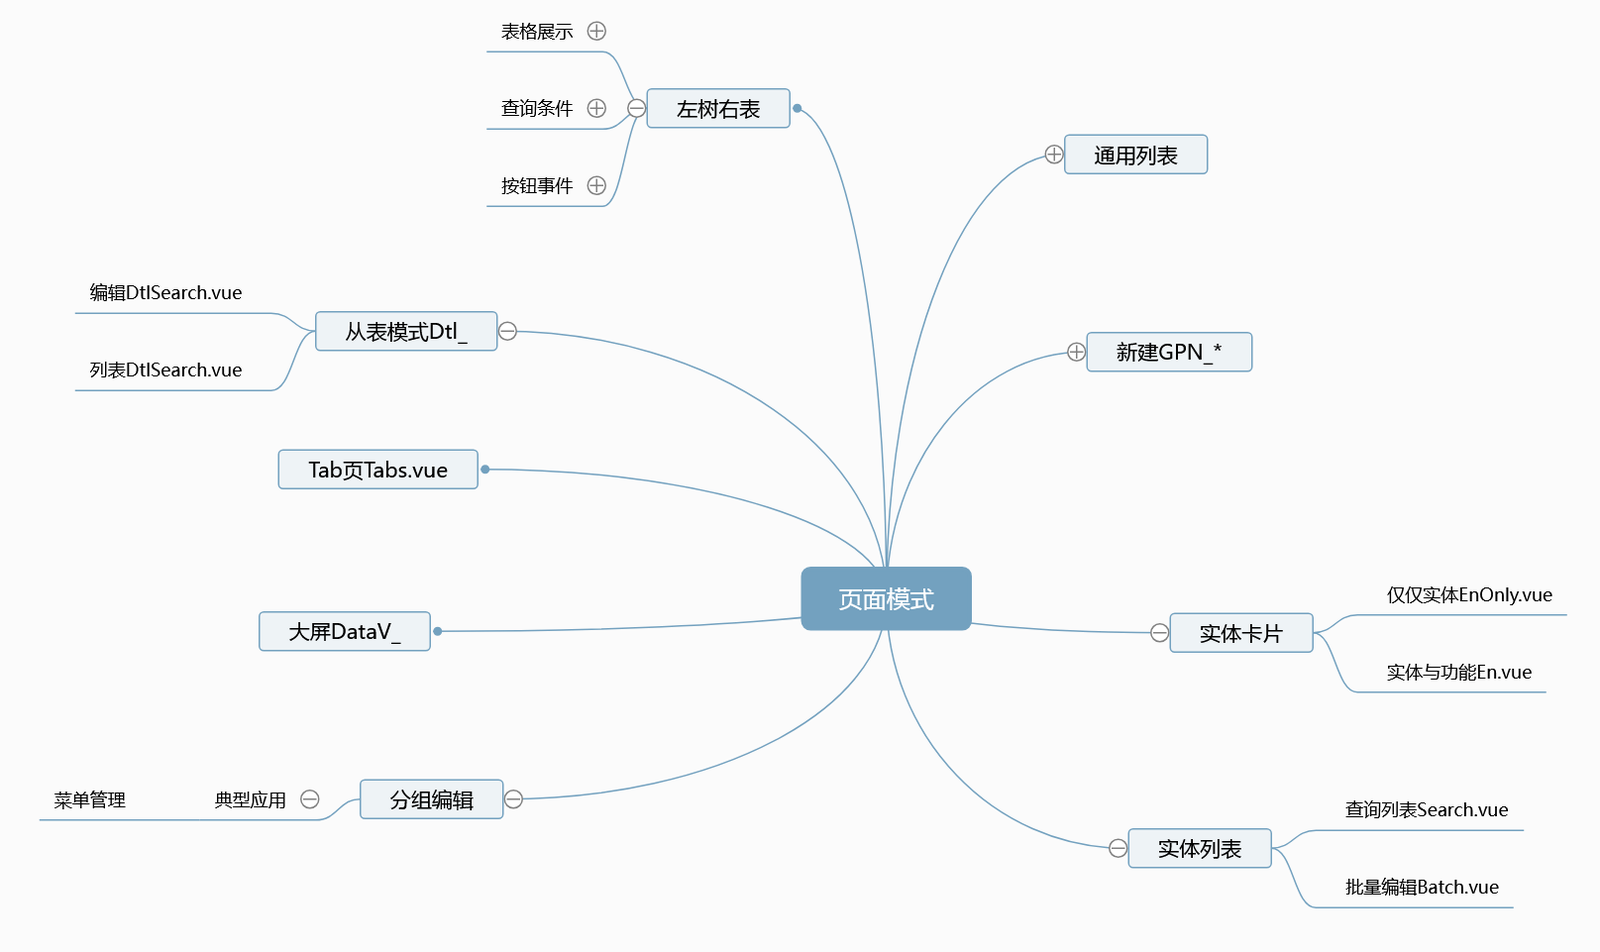 表格展示
查询条件
按钮事件
左树右表
通用列表
编辑DtlSearch.vue
列表DtlSearch.vue
从表模式Dtl_
新建GPN_*
Tab页Tabs.vue
页面模式
大屏DataV_
仅仅实体EnOnly.vue
实体卡片
实体与功能En.vue
菜单管理
典型应用
分组编辑
查询列表Search.vue
实体列表
批量编辑Batch.vue